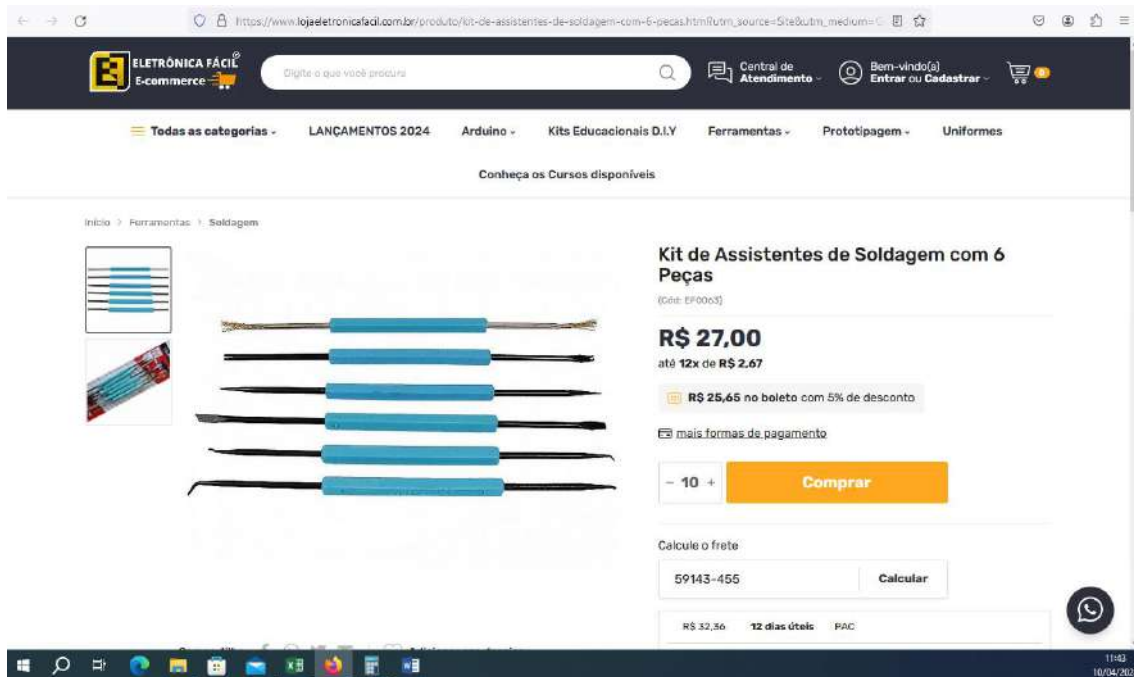 https://www.lojaeletronicafacil.com.br/produto/kit-de-assistentes-de-soldagem-com-6-pecas.htm?utm_source=Site&utm_medium=
ELETRÔNICA FÁCIL®
E-commerce
Digite o que você procura
Central de
Atendimento
Bem-vindo(a)
Entrar ou Cadastrar
0
Todas as categorias
LANÇAMENTOS 2024
Arduino
Kits Educacionais D.I.Y
Ferramentas
Prototipagem
Uniformes
Conheça os Cursos disponíveis
Início > Ferramentas > Soldagem
Kit de Assistentes de Soldagem com 6
Peças
(Cód: EF0063)
R$ 27,00
até 12x de R$ 2,67
R$ 25,65 no boleto com 5% de desconto
mais formas de pagamento
- 10 +
Comprar
Calcule o frete
59143-455
Calcular
R$ 32,36 12 dias úteis PAC
11:43
10/04/202